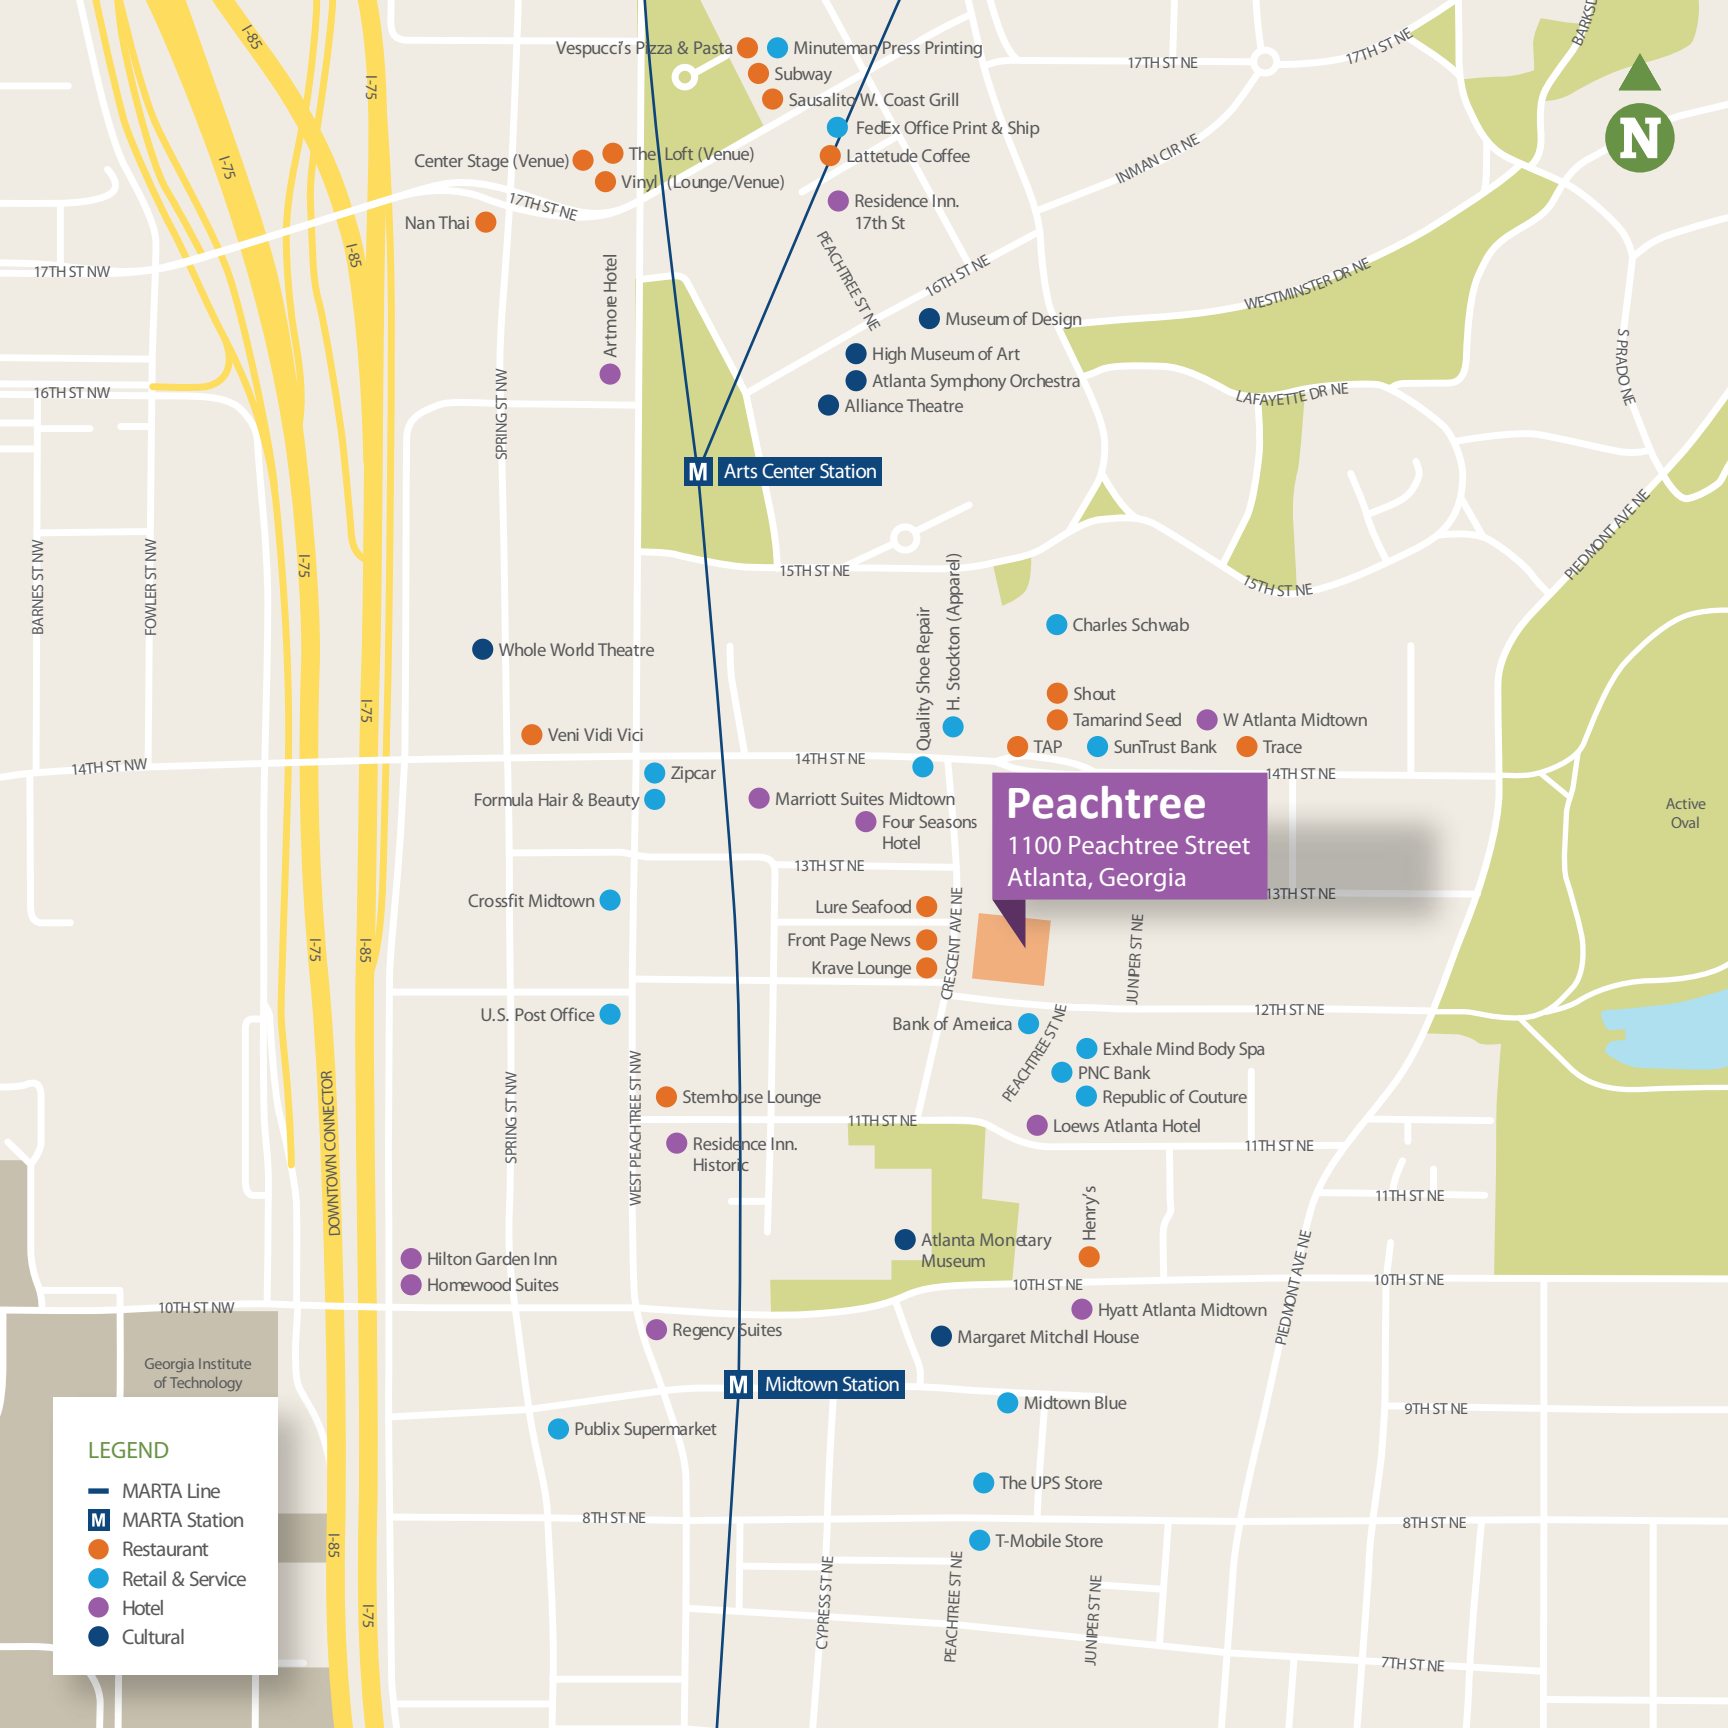 I-85
BARKSD
Vespucci's Pizza & Pasta
Minuteman Press Printing
17TH ST NE
17TH ST NE
Subway
I-75
Sausalito W. Coast Grill
FedEx Office Print & Ship
N
Center Stage (Venue)
The Loft (Venue)
Lattetude Coffee
INMAN CIR NE
I-75
Vinyl (Lounge/Venue)
17TH ST NE
Residence Inn.
17th St
Nan Thai
I-85
17TH ST NW
PEACHTREE ST NE
16TH ST NE
WESTMINSTER DR NE
Artmore Hotel
Museum of Design
High Museum of Art
Atlanta Symphony Orchestra
Alliance Theatre
S PRADO NE
16TH ST NW
LAFAYETTE DR NE
SPRING ST NW
M
Arts Center Station
PIEDMONT AVE NE
I-75
15TH ST NE
15TH ST NE
BARNES ST NW
FOWLER ST NW
Quality Shoe Repair
H. Stockton (Apparel)
Charles Schwab
Whole World Theatre
Shout
I-75
Tamarind Seed
W Atlanta Midtown
Veni Vidi Vici
TAP
SunTrust Bank
Trace
14TH ST NW
14TH ST NE
14TH ST NE
Zipcar
Formula Hair & Beauty
Marriott Suites Midtown
Four Seasons
Hotel
Peachtree
1100 Peachtree Street
Atlanta, Georgia
Active
Oval
13TH ST NE
13TH ST NE
Crossfit Midtown
Lure Seafood
Front Page News
Krave Lounge
CRESCENT AVE NE
JUNIPER ST NE
I-75
I-85
U.S. Post Office
12TH ST NE
Bank of America
PEACHTREE ST NE
Exhale Mind Body Spa
PNC Bank
Republic of Couture
Stemhouse Lounge
SPRING ST NW
WEST PEACHTREE ST NW
DOWNTOWN CONNECTOR
11TH ST NE
Loews Atlanta Hotel
Residence Inn.
Historic
11TH ST NE
11TH ST NE
Henry's
Atlanta Monetary
Museum
Hilton Garden Inn
Homewood Suites
10TH ST NW
10TH ST NE
10TH ST NE
PIEDMONT AVE NE
Hyatt Atlanta Midtown
Regency Suites
Margaret Mitchell House
Georgia Institute
of Technology
M
Midtown Station
Midtown Blue
9TH ST NE
Publix Supermarket
The UPS Store
8TH ST NE
8TH ST NE
T-Mobile Store
I-85
I-75
CYPRESS ST NE
PEACHTREE ST NE
JUNIPER ST NE
7TH ST NE
LEGEND
MARTA Line
M MARTA Station
Restaurant
Retail & Service
Hotel
Cultural